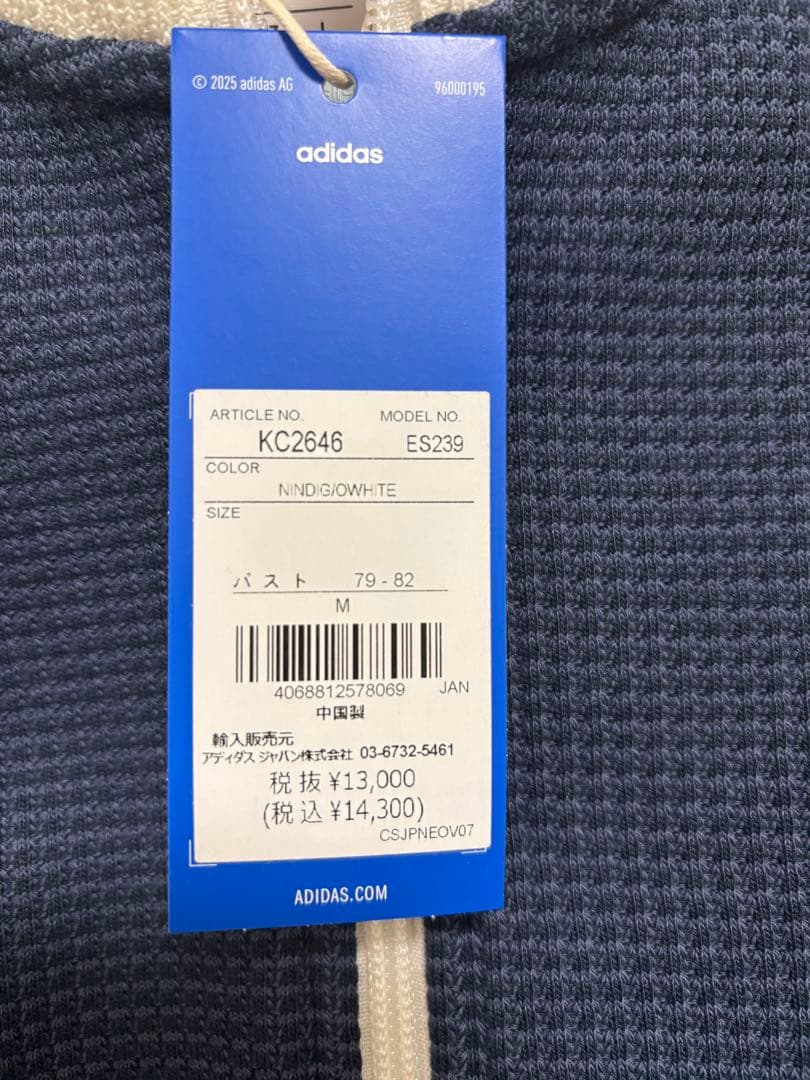 © 2025 adidas AG 96000195
adidas
ARTICLE NO. MODEL NO.
KC2646 ES239
COLOR
NINDIG/OWHITE
SIZE
バスト 79-82
M
4068812578069 JAN
中国製
輸入販売元
アディダス ジャパン株式会社 03-6732-5461
税抜¥13,000
(税込¥14,300)
CSJPNEOV07
ADIDAS.COM